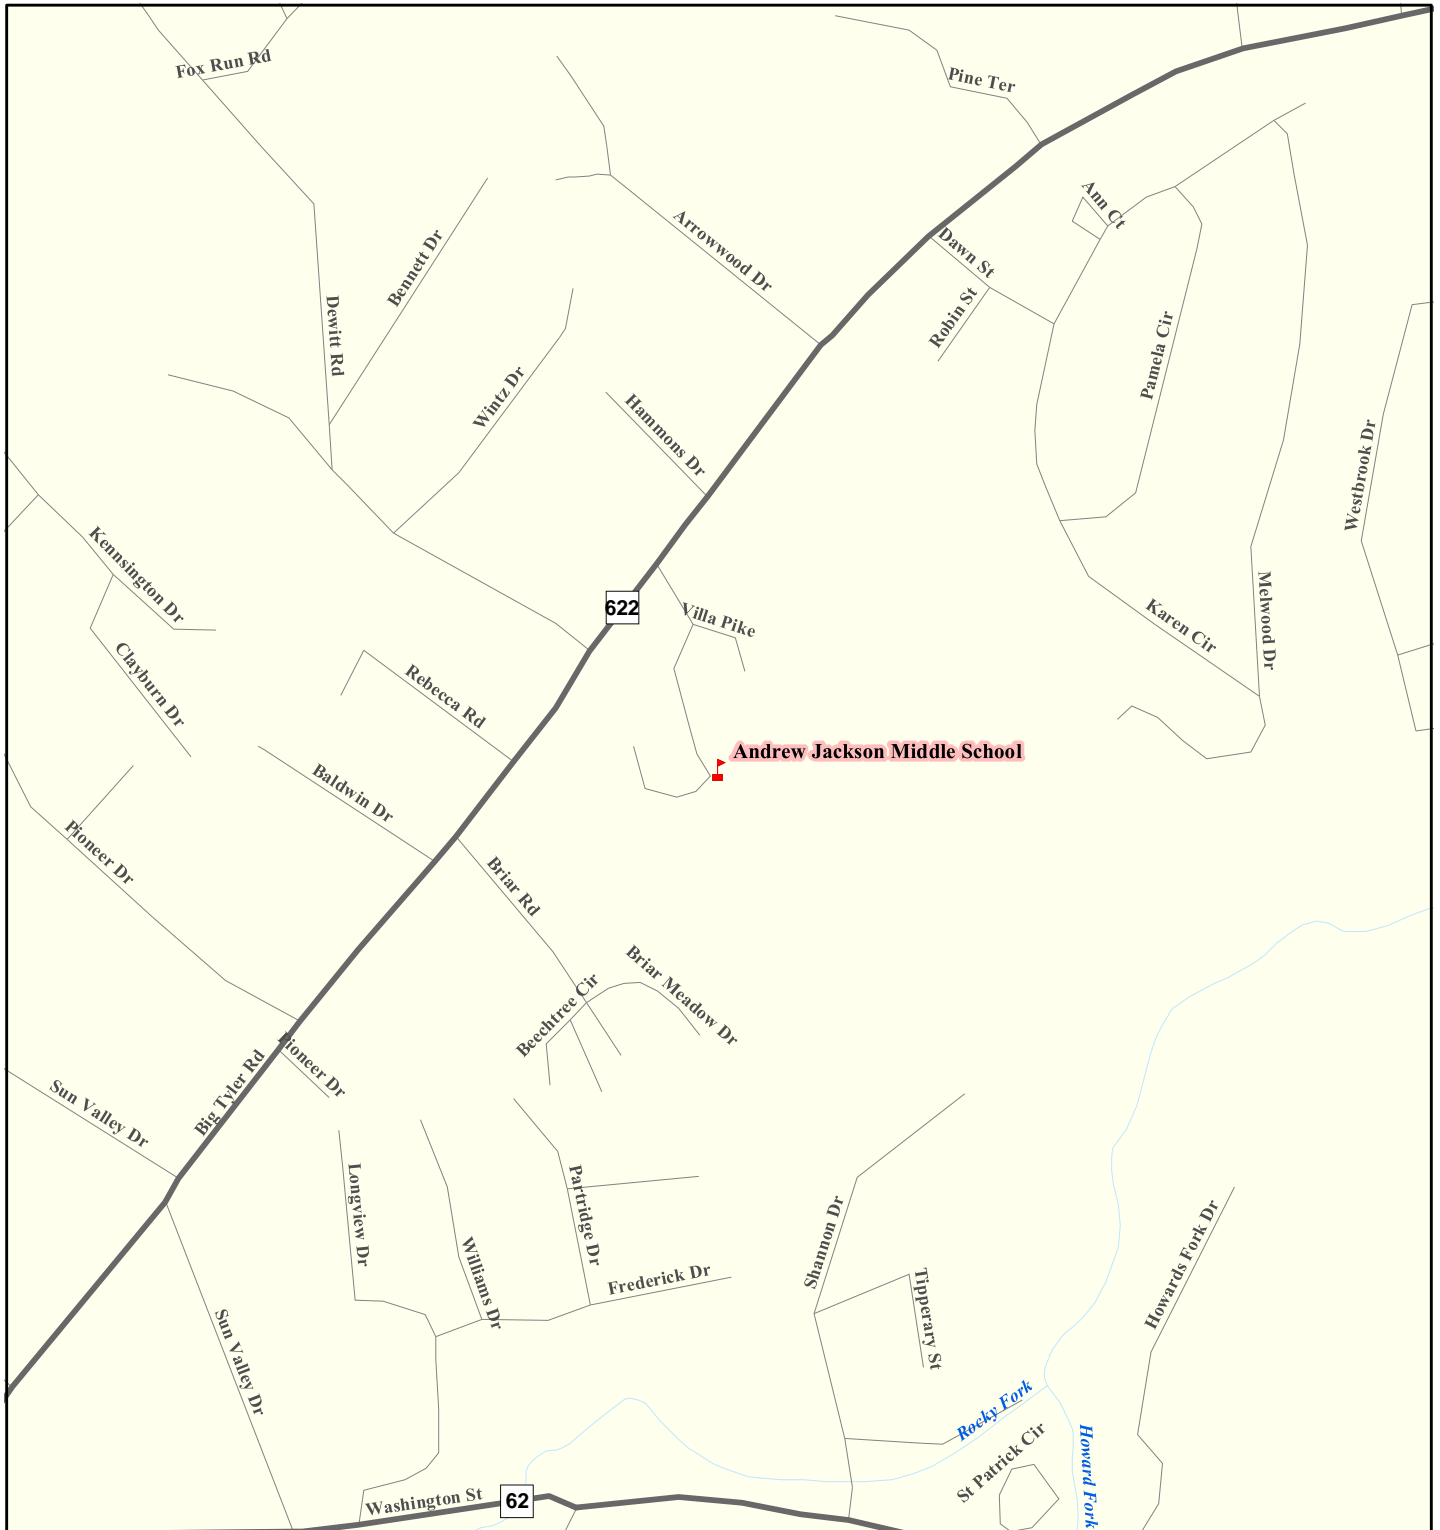 Fox Run Rd
Pine Ter
Ann Ct
Arrowwood Dr
Dawn St
Bennett Dr
Robin St
Dewitt Rd
Pamela Cir
Wintz Dr
Hammons Dr
Westbrook Dr
Kennsington Dr
622
Villa Pike
Karen Cir
Melwood Dr
Clayburn Dr
Rebecca Rd
Andrew Jackson Middle School
Baldwin Dr
Pioneer Dr
Briar Rd
Briar Meadow Dr
Beechtree Cir
Pioneer Dr
Big Tyler Rd
Sun Valley Dr
Longview Dr
Partridge Dr
Shannon Dr
Howards Fork Dr
Williams Dr
Frederick Dr
Tipperary St
Sun Valley Dr
Rocky Fork
St Patrick Cir
Howard Fork
Washington St
62